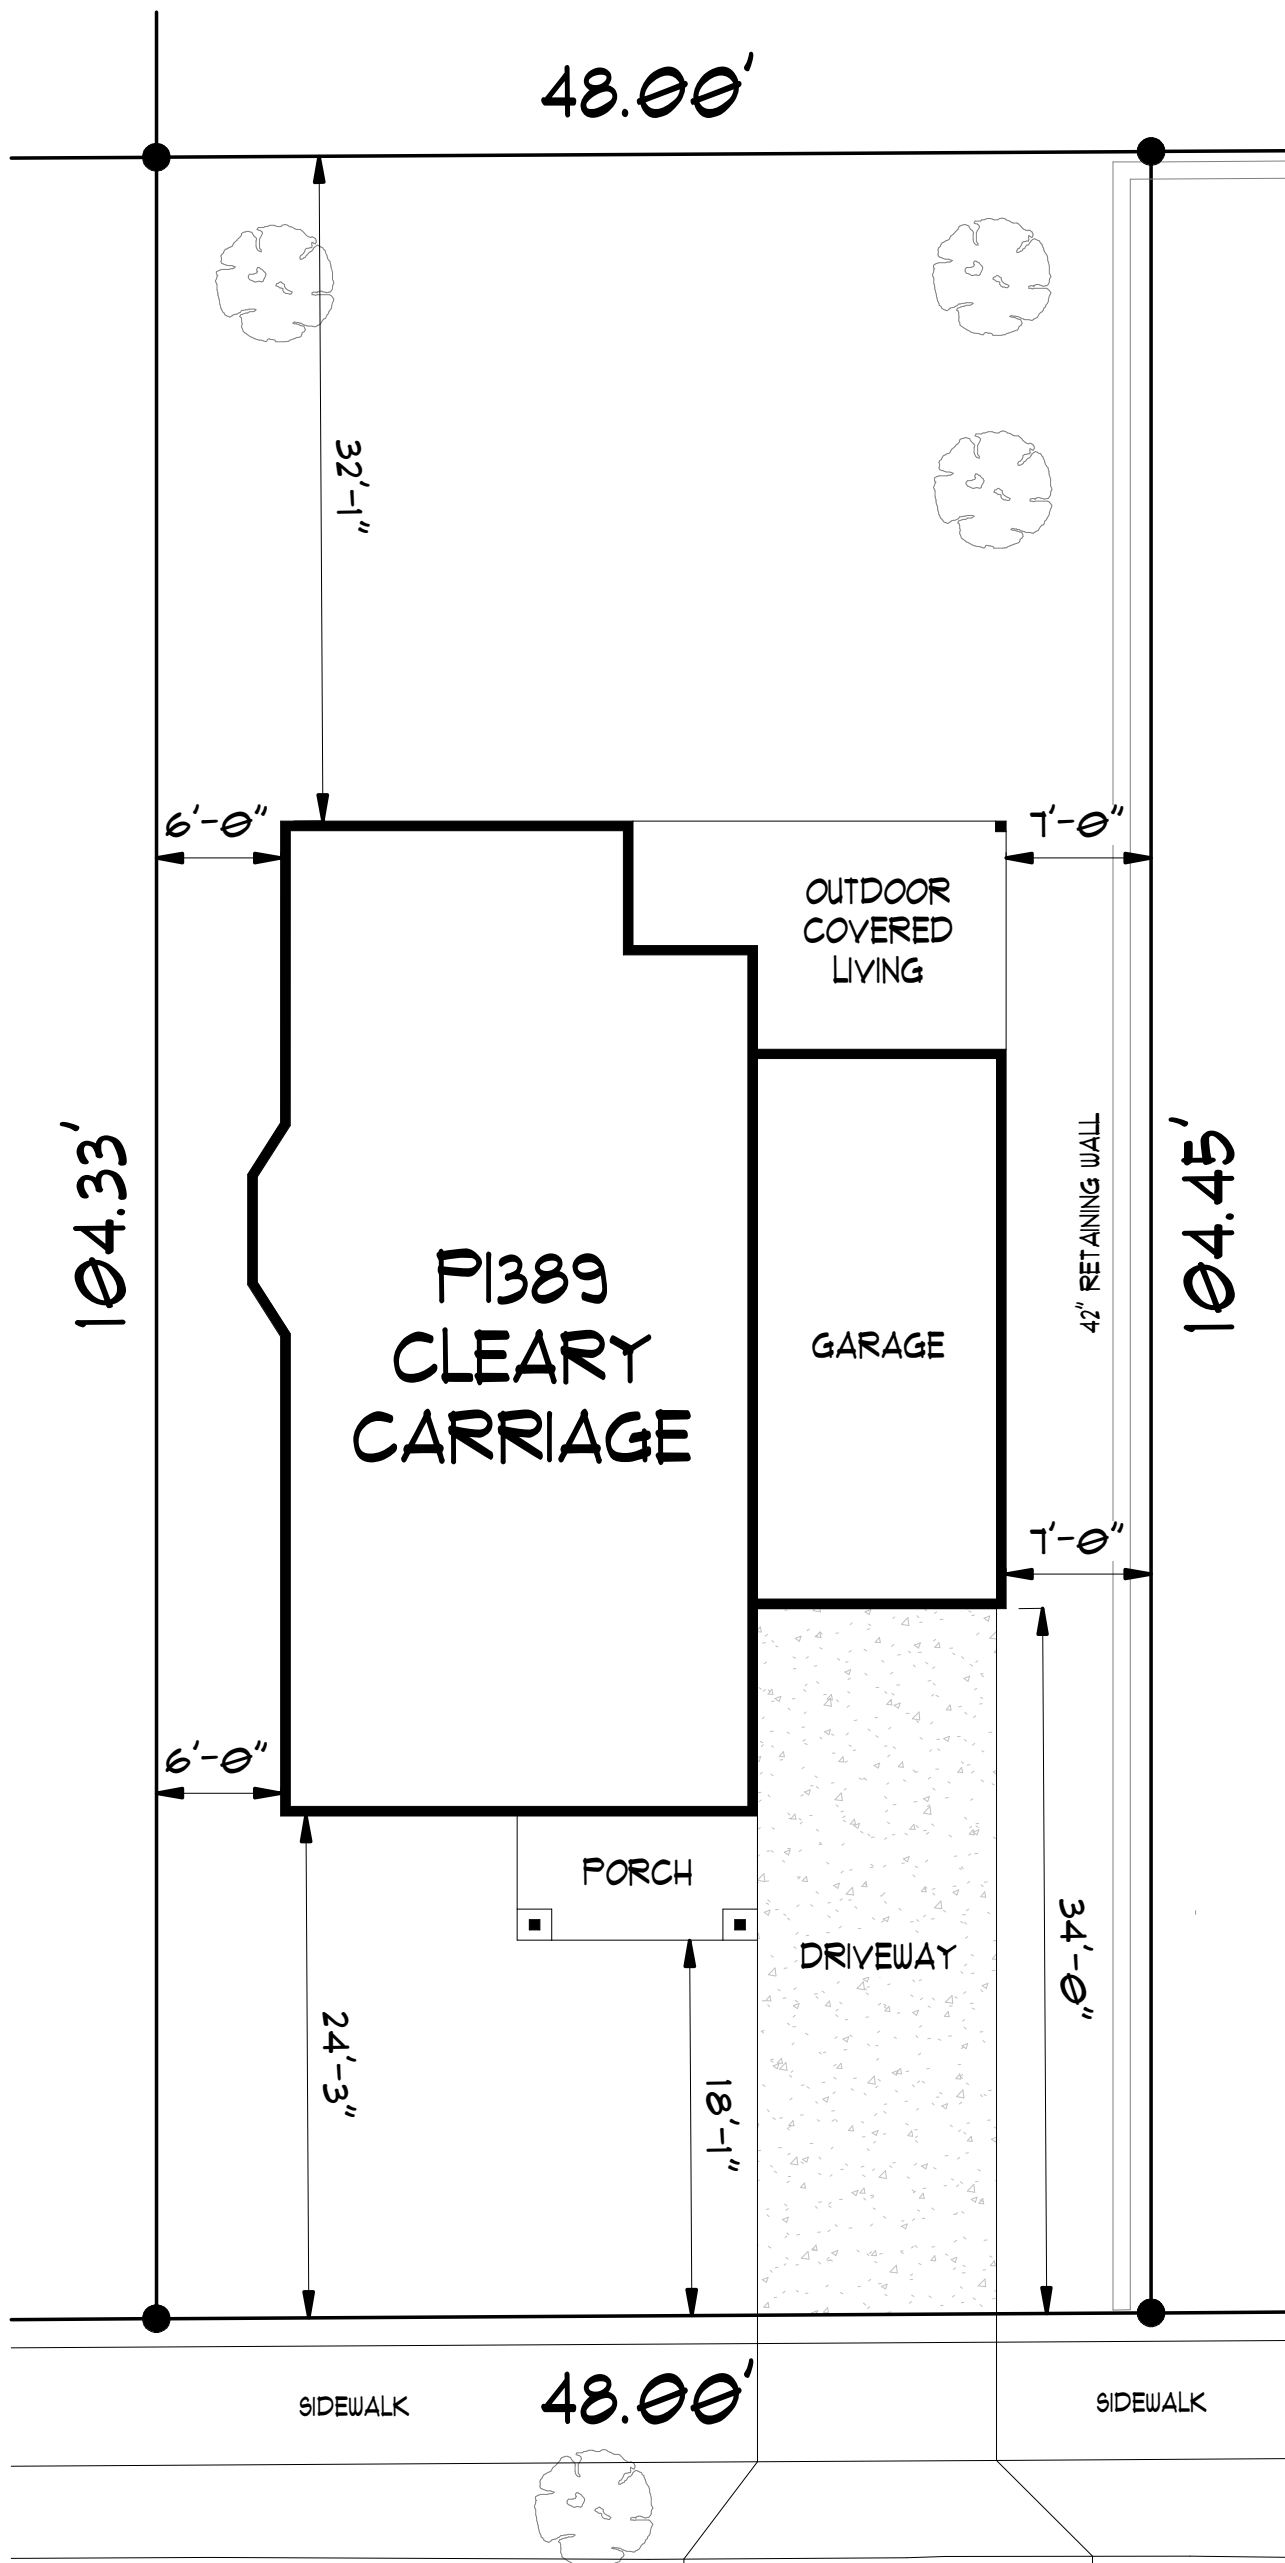 48.00'
32'-1"
6'-0"
7'-0"
OUTDOOR
COVERED
LIVING
104.33'
104.45'
42" RETAINING WALL
P1389
CLEARY
CARRIAGE
GARAGE
7'-0"
6'-0"
PORCH
DRIVEWAY
34'-0"
24'-3"
18'-1"
48.00'
SIDEWALK
SIDEWALK